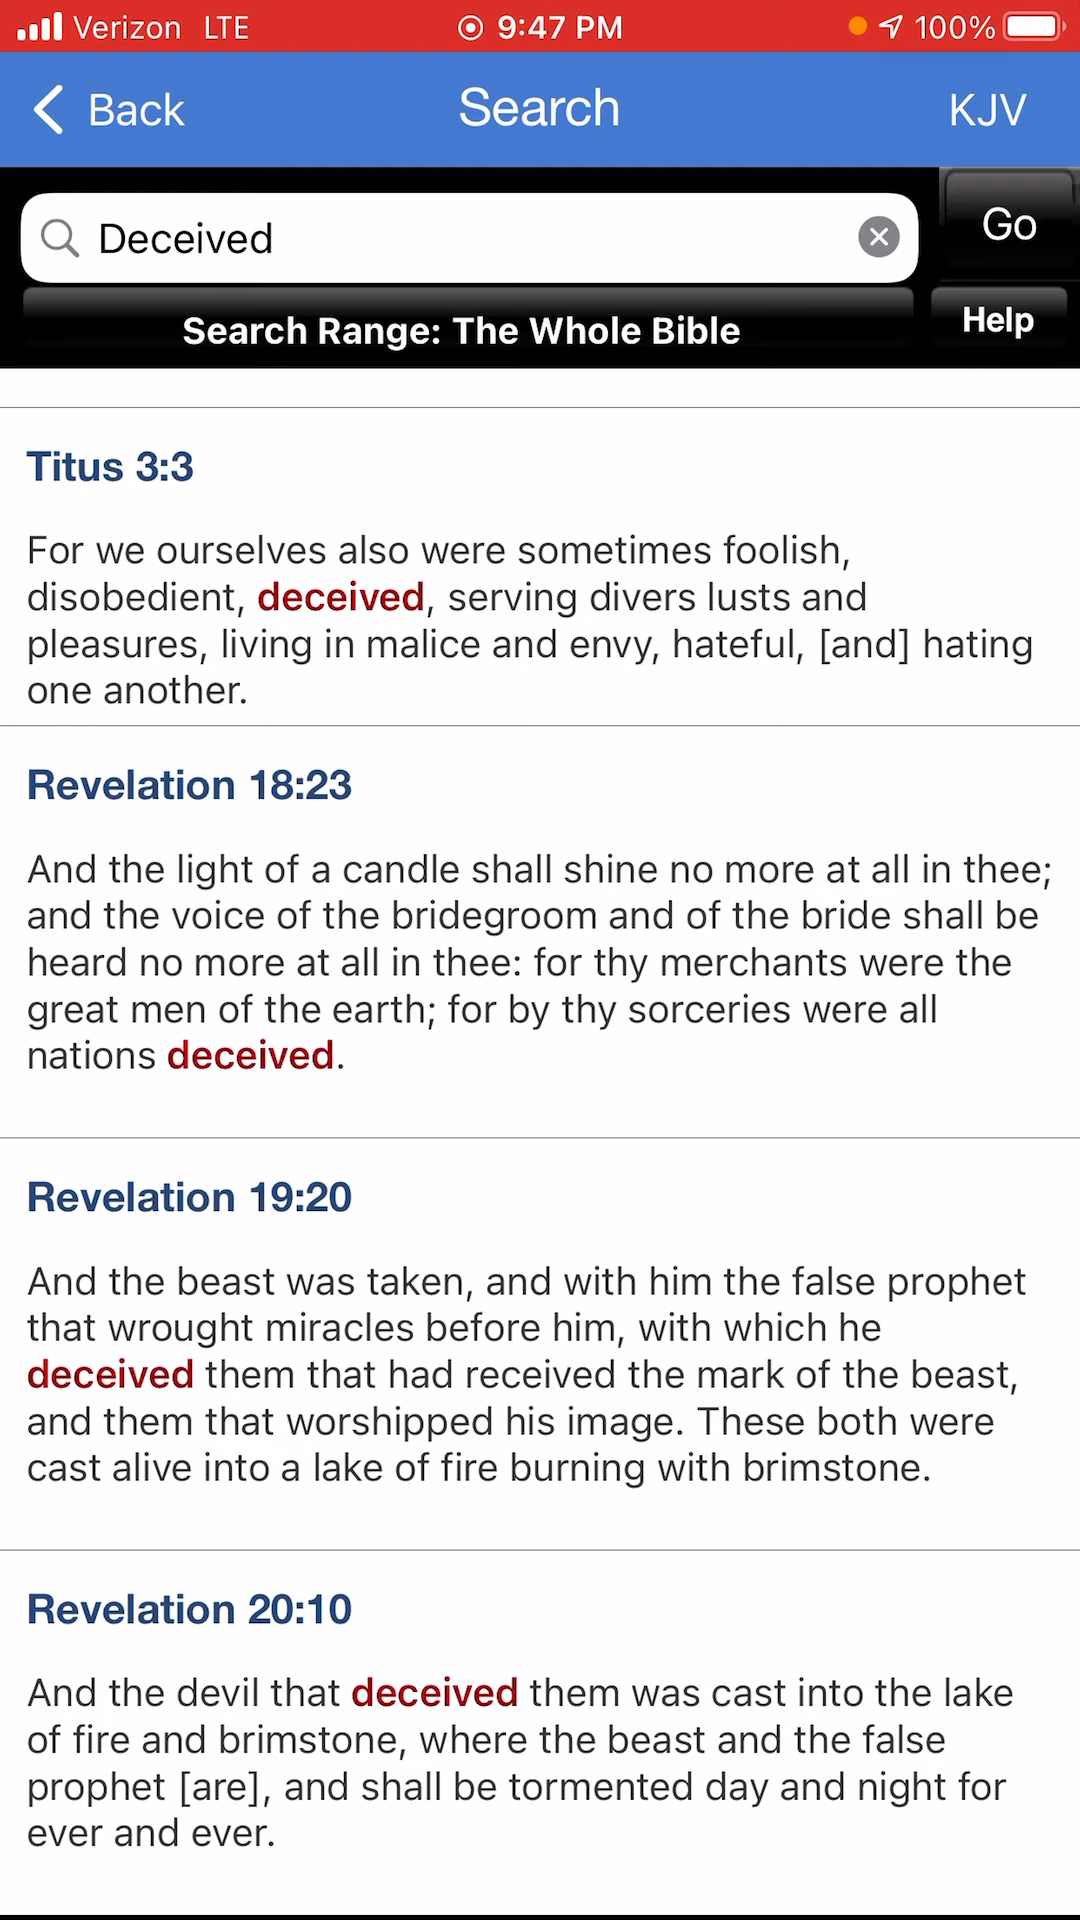 Verizon LTE 9:47 PM 100%
Back Search KJV
Deceived Go
Search Range: The Whole Bible Help
Titus 3:3
For we ourselves also were sometimes foolish,
disobedient, deceived, serving divers lusts and
pleasures, living in malice and envy, hateful, [and] hating
one another.
Revelation 18:23
And the light of a candle shall shine no more at all in thee;
and the voice of the bridegroom and of the bride shall be
heard no more at all in thee: for thy merchants were the
great men of the earth; for by thy sorceries were all
nations deceived.
Revelation 19:20
And the beast was taken, and with him the false prophet
that wrought miracles before him, with which he
deceived them that had received the mark of the beast,
and them that worshipped his image. These both were
cast alive into a lake of fire burning with brimstone.
Revelation 20:10
And the devil that deceived them was cast into the lake
of fire and brimstone, where the beast and the false
prophet [are], and shall be tormented day and night for
ever and ever.